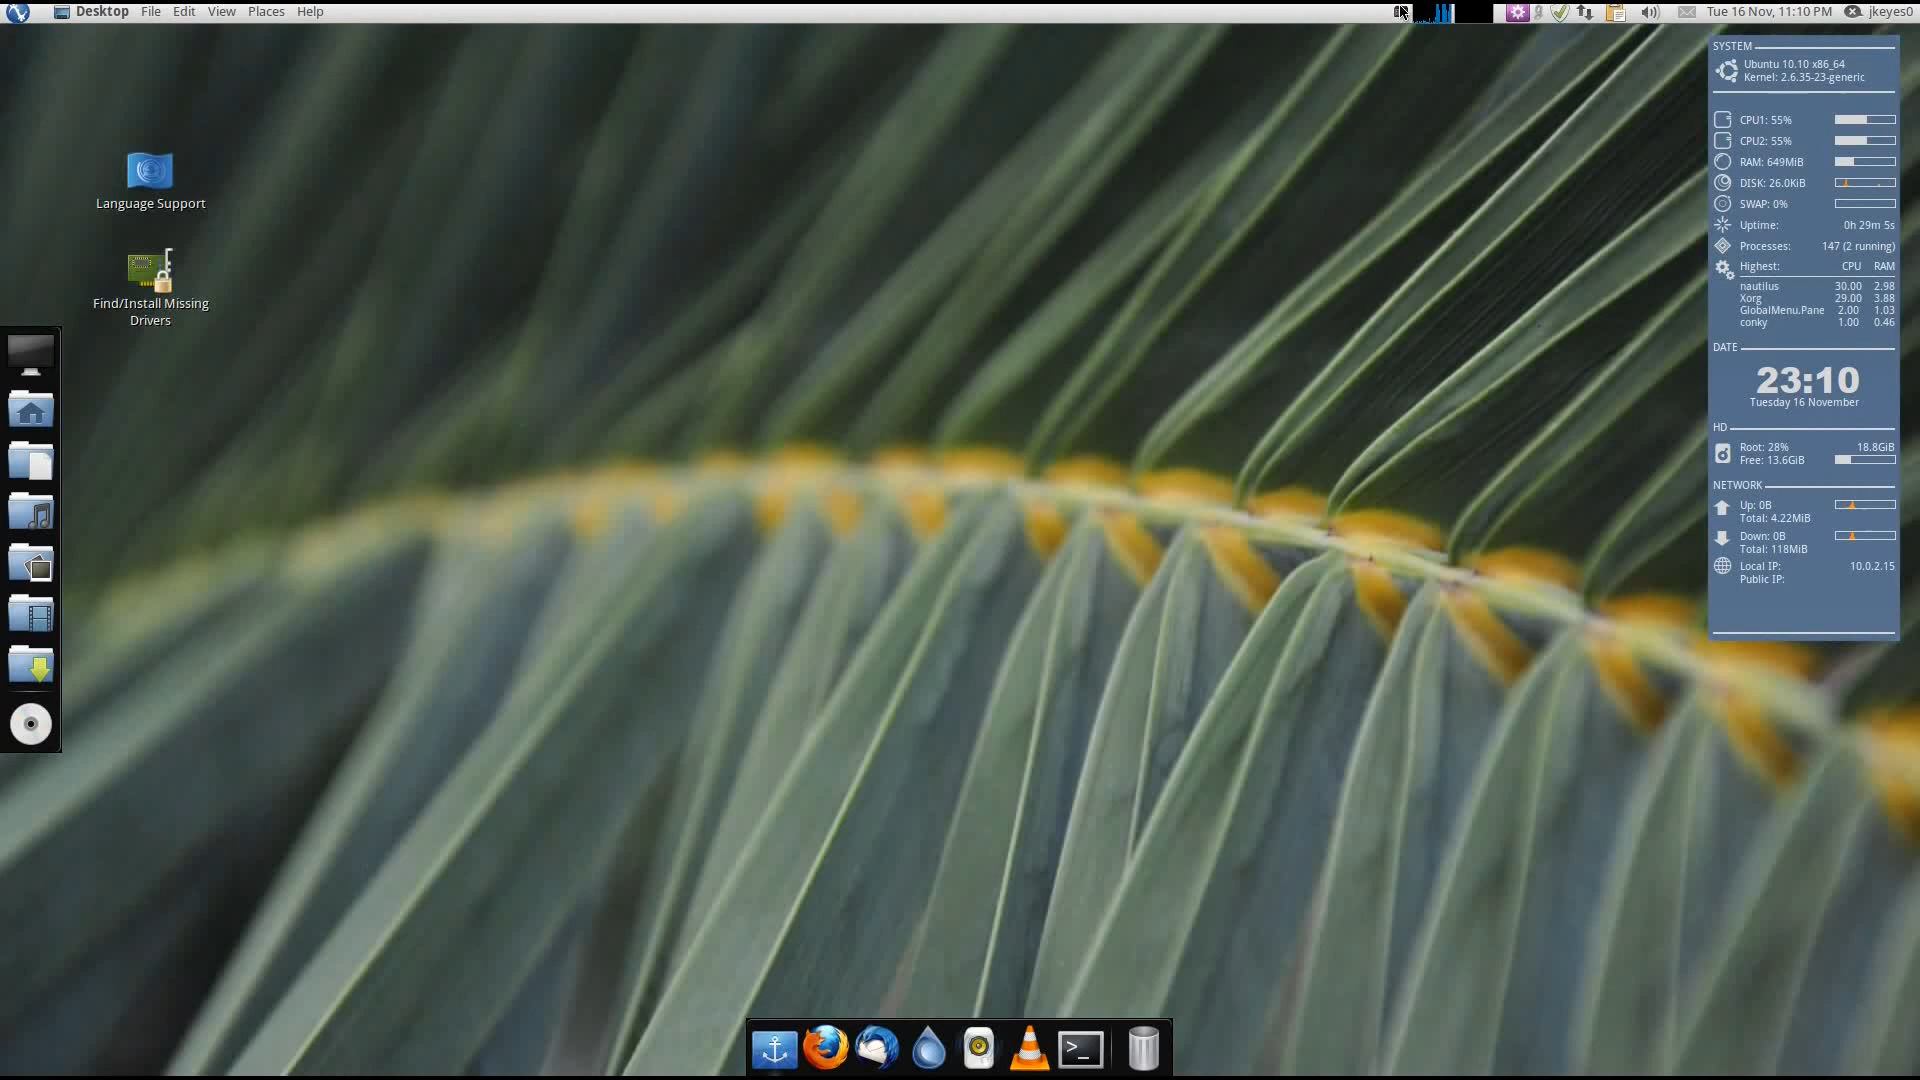 Desktop File Edit View Places Help
Tue 16 Nov, 11:10 PM jkeyes0
Language Support
Find/Install Missing
Drivers
SYSTEM
Ubuntu 10.10 x86_64
Kernel: 2.6.35-23-generic
CPU1: 55%
CPU2: 55%
RAM: 649MiB
DISK: 26.0KiB
SWAP: 0%
Uptime: 0h 29m 5s
Processes: 147 (2 running)
Highest: CPU RAM
nautilus 30.00 2.98
Xorg 29.00 3.88
GlobalMenu.Pane 2.00 1.03
conky 1.00 0.46
DATE
23:10
Tuesday 16 November
HD
Root: 28% 18.8GiB
Free: 13.6GiB
NETWORK
Up: 0B
Total: 4.22MiB
Down: 0B
Total: 118MiB
Local IP: 10.0.2.15
Public IP:
>_